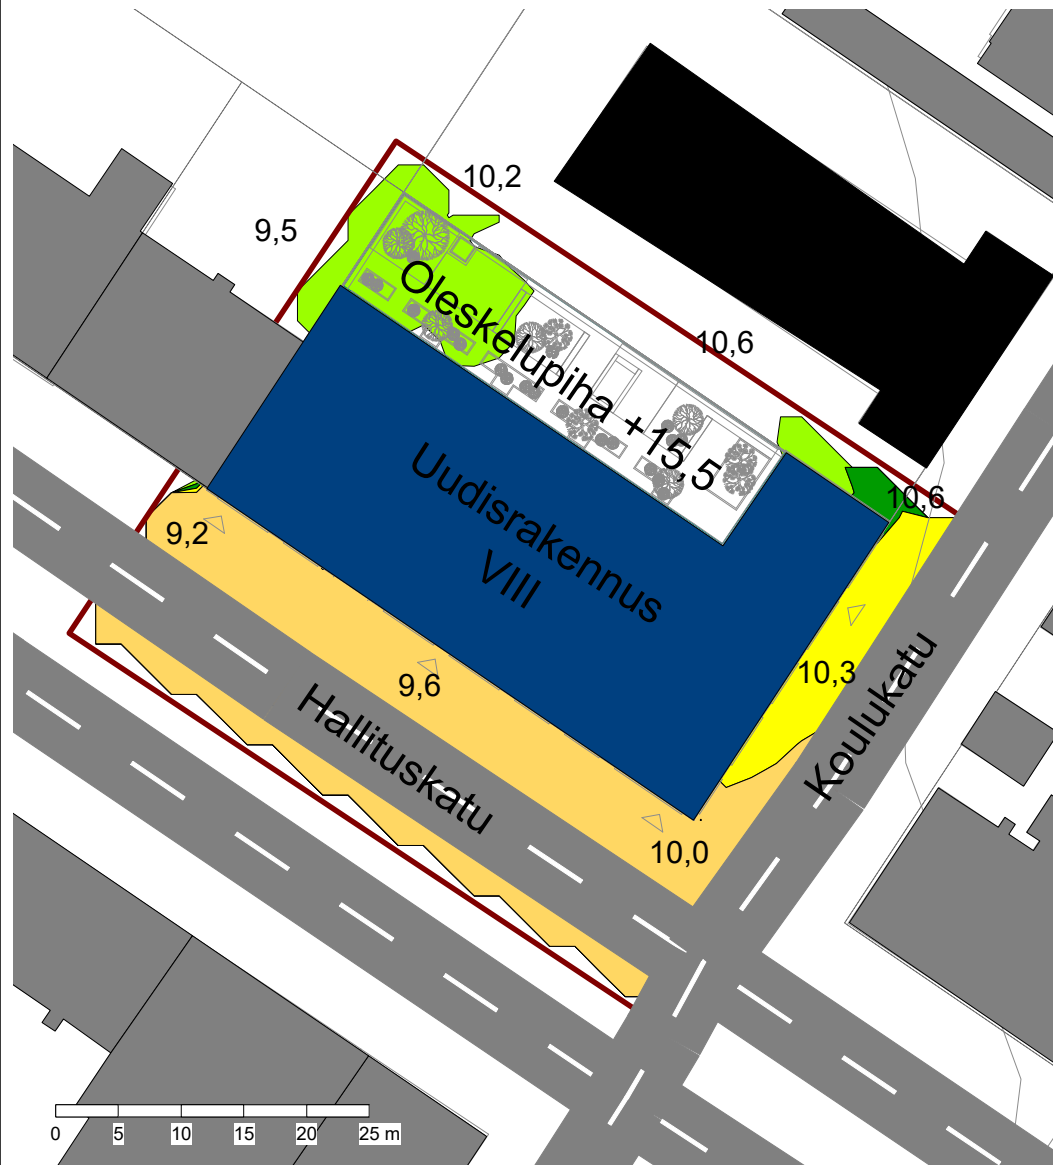 10,2
9,5
Oleskelupiha +15,5
10,6
Uudisrakennus
VIII
10,6
9,2
10,3
9,6
Koulukatu
Hallituskatu
10,0
0 5 10 15 20 25 m